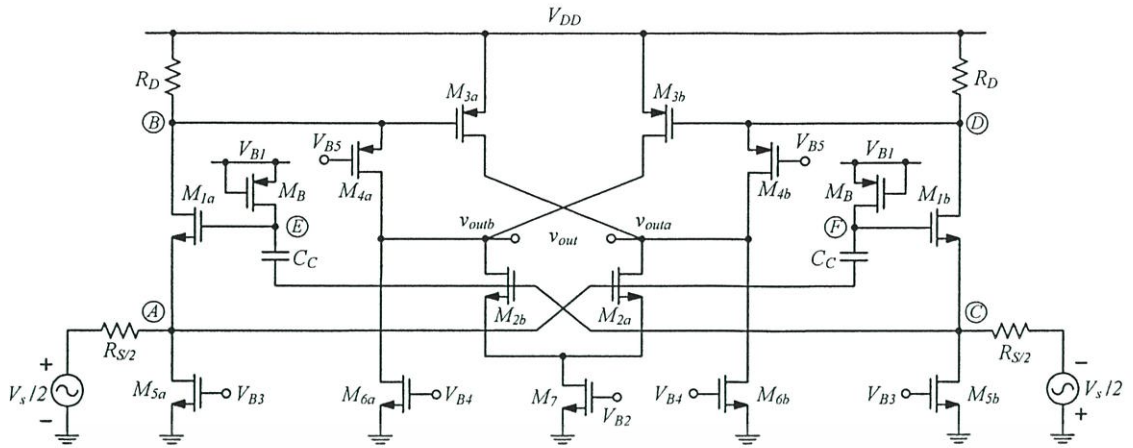 V_DD
R_D
R_D
M_3a
M_3b
B
D
V_B5
V_B5
V_B1
V_B1
M_4a
M_4b
M_1a
M_B
M_B
M_1b
E
F
v_outb
v_out
v_outa
C_C
C_C
A
C
M_2b
M_2a
R_S/2
R_S/2
+
−
V_s/2
−
+
V_s/2
M_5a
V_B3
M_6a
V_B4
M_7
V_B2
V_B4
M_6b
V_B3
M_5b